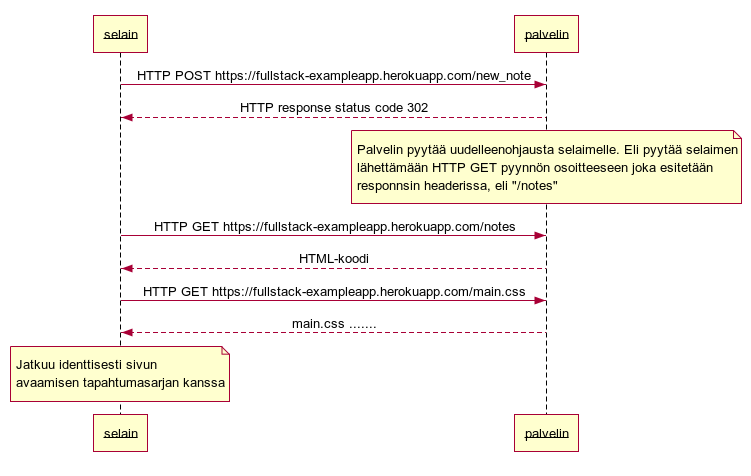 selain palvelin
HTTP POST https://fullstack-exampleapp.herokuapp.com/new_note
HTTP response status code 302
Palvelin pyytää uudelleenohjausta selaimelle. Eli pyytää selaimen
lähettämään HTTP GET pyynnön osoitteeseen joka esitetään
responnsin headerissa, eli "/notes"
HTTP GET https://fullstack-exampleapp.herokuapp.com/notes
HTML-koodi
HTTP GET https://fullstack-exampleapp.herokuapp.com/main.css
main.css .......
Jatkuu identtisesti sivun
avaamisen tapahtumasarjan kanssa
selain palvelin